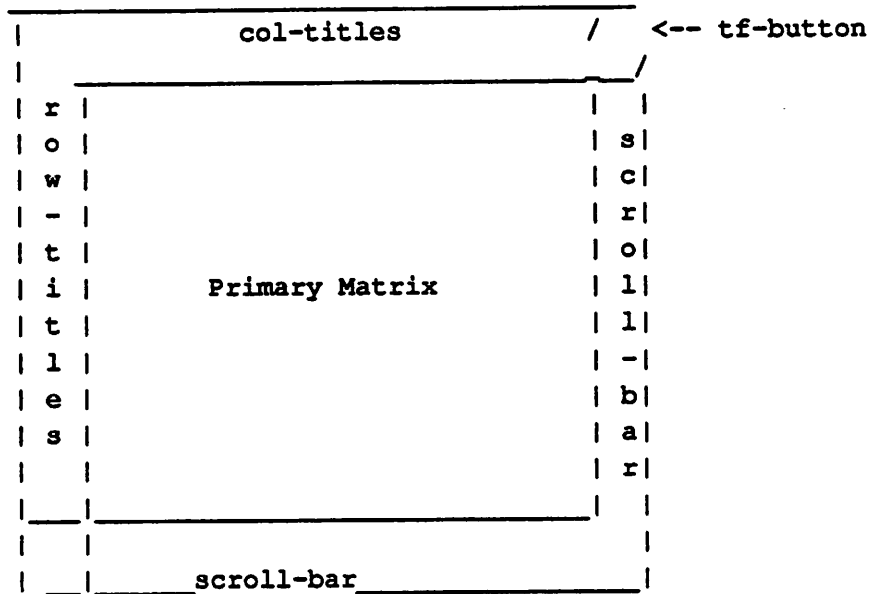 col-titles
<-- tf-button
row-titles
scroll-bar
Primary Matrix
scroll-bar